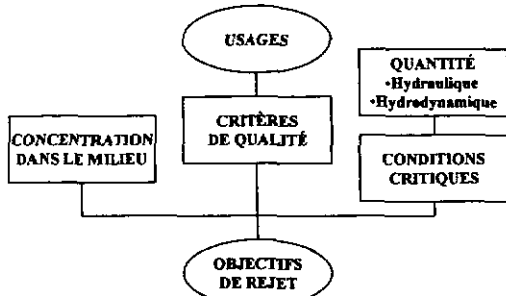 USAGES
QUANTITÉ
•Hydraulique
•Hydrodynamique
CONCENTRATION
DANS LE MILIEU
CRITÈRES
DE QUALITÉ
CONDITIONS
CRITIQUES
OBJECTIFS
DE REJET